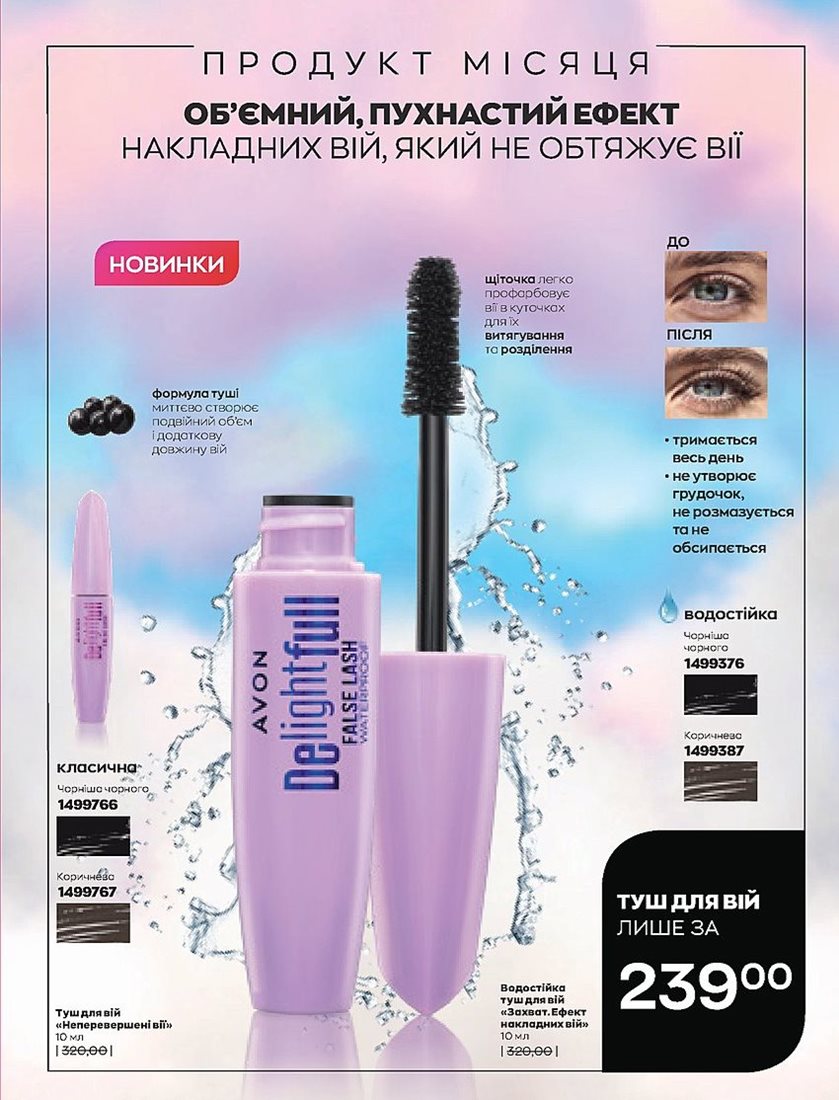 ПРОДУКТ МІСЯЦЯ
ОБ’ЄМНИЙ, ПУХНАСТИЙ ЕФЕКТ
НАКЛАДНИХ ВІЙ, ЯКИЙ НЕ ОБТЯЖУЄ ВІЇ
НОВИНКИ
щіточка легко
профарбовує
вії в куточках
для їх
витягування
та розділення
ДО
ПІСЛЯ
• тримається
весь день
• не утворює
грудочок,
не розмазується
та не
обсипається
формула туші
миттєво створює
подвійний об'єм
і додаткову
довжину вій
AVON
Delightfull
FALSE LASH
WATERPROOF
Delightfull
водостійка
Чорніша
чорного
1499376
Коричнева
1499387
класична
Чорніша чорного
1499766
Коричнева
1499767
Туш для вій
«Неперевершені вії»
10 мл
| 320,00 |
Водостійка
туш для вій
«Захват. Ефект
накладних вій»
10 мл
| 320,00 |
ТУШ ДЛЯ ВІЙ
ЛИШЕ ЗА
23900